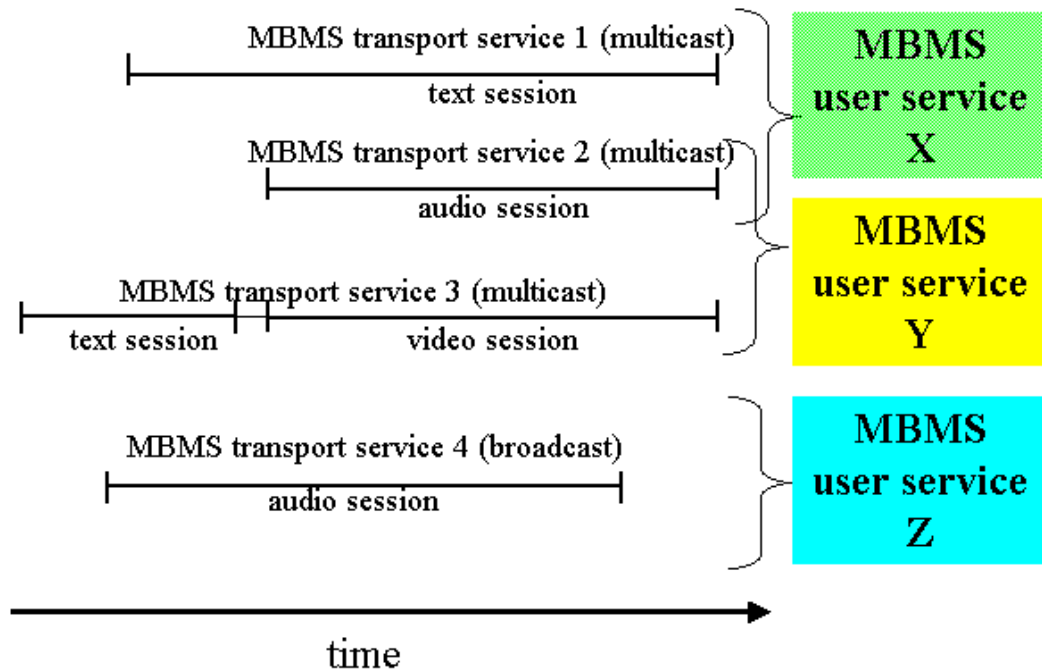 MBMS transport service 1 (multicast)
text session
MBMS transport service 2 (multicast)
audio session
MBMS transport service 3 (multicast)
text session
video session
MBMS transport service 4 (broadcast)
audio session
time
MBMS
user service
X
MBMS
user service
Y
MBMS
user service
Z